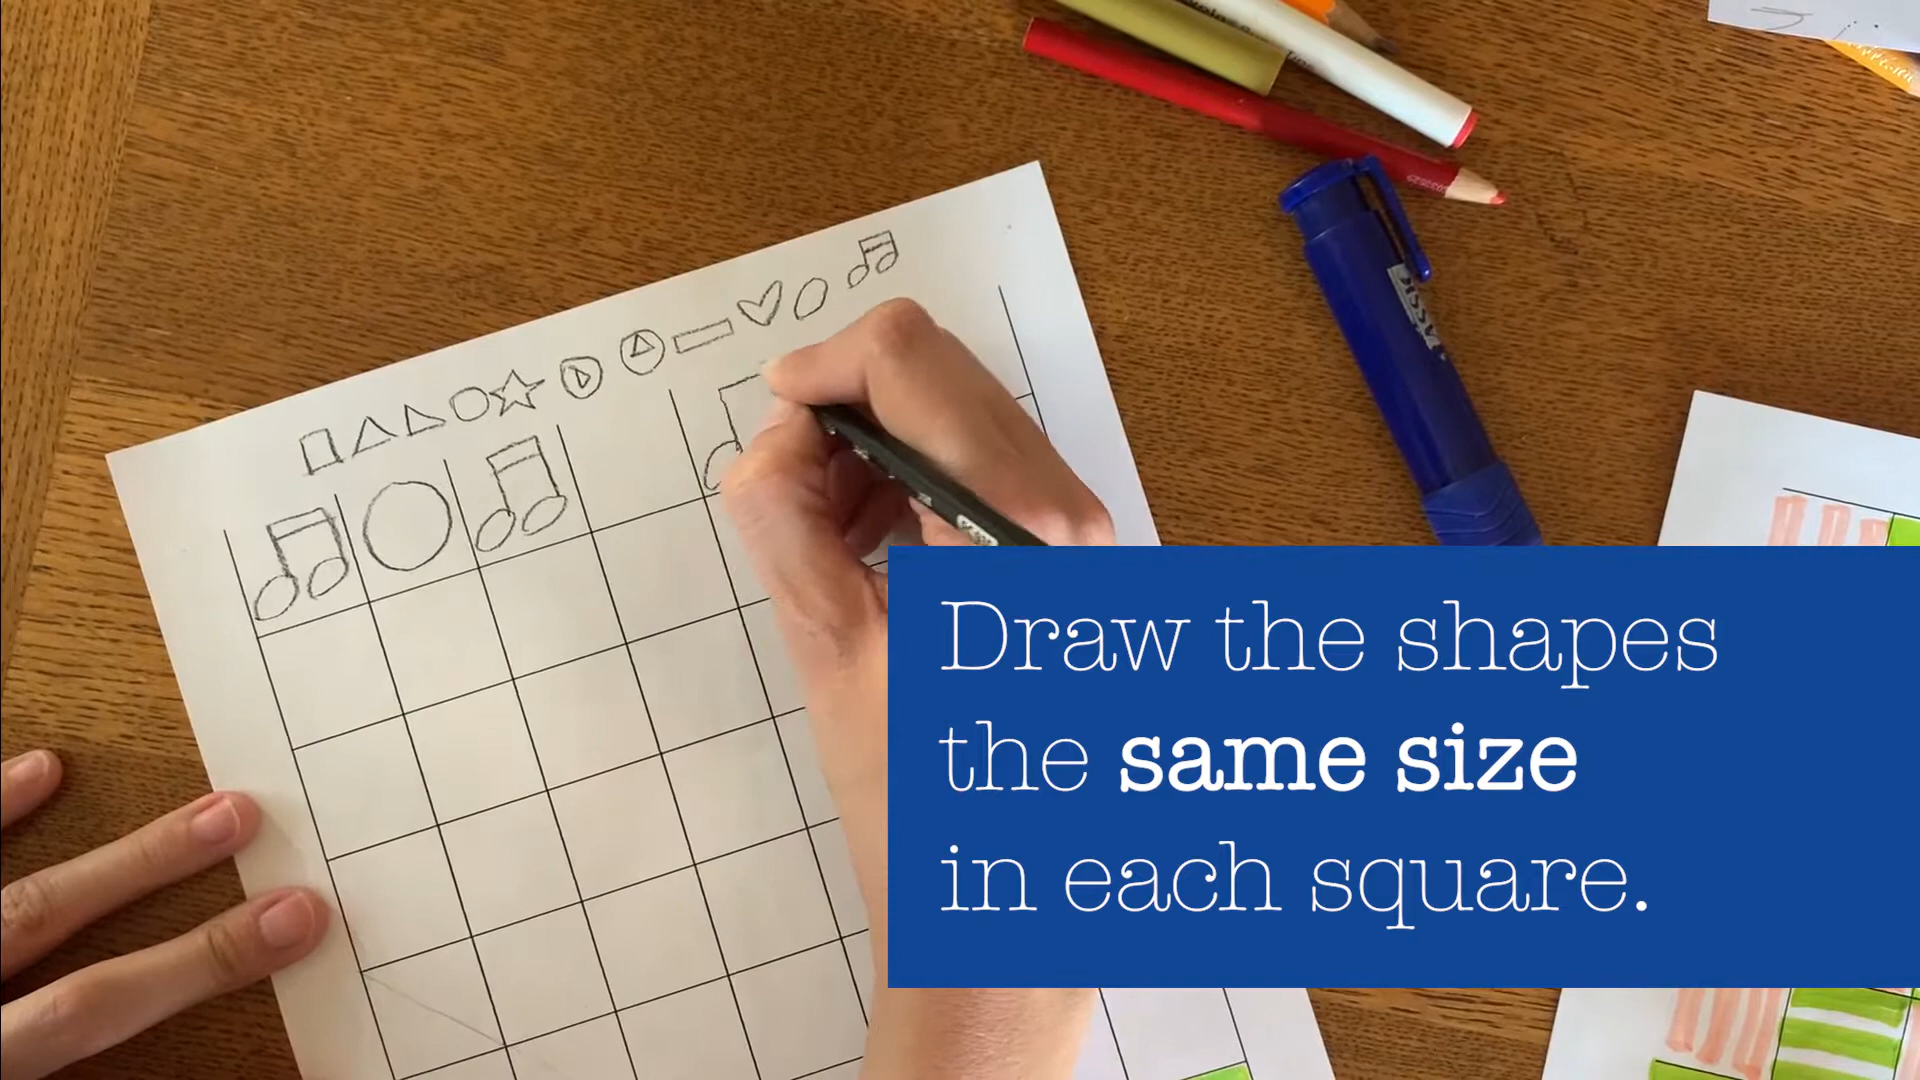 Draw the shapes
the same size
in each square.